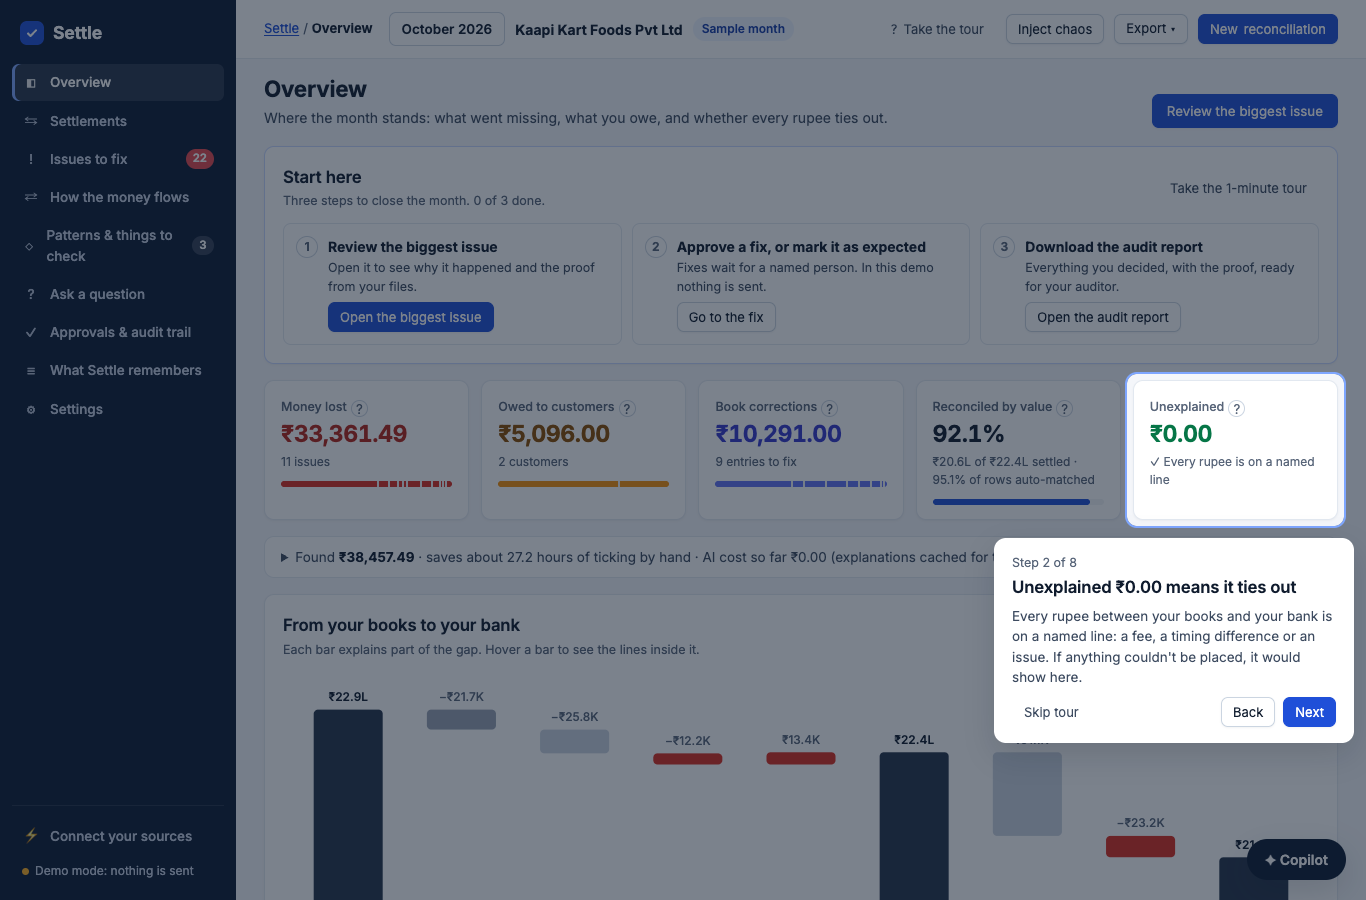 Settle
Overview
Settlements
Issues to fix 22
How the money flows
Patterns & things to check 3
Ask a question
Approvals & audit trail
What Settle remembers
Settings
Connect your sources
Demo mode: nothing is sent
Settle / Overview
October 2026
Kaapi Kart Foods Pvt Ltd
Sample month
? Take the tour
Inject chaos
Export
New reconciliation
Overview
Where the month stands: what went missing, what you owe, and whether every rupee ties out.
Review the biggest issue
Start here
Three steps to close the month. 0 of 3 done.
Take the 1-minute tour
1 Review the biggest issue
Open it to see why it happened and the proof
from your files.
Open the biggest issue
2 Approve a fix, or mark it as expected
Fixes wait for a named person. In this demo
nothing is sent.
Go to the fix
3 Download the audit report
Everything you decided, with the proof, ready
for your auditor.
Open the audit report
Money lost ?
₹33,361.49
11 issues
Owed to customers ?
₹5,096.00
2 customers
Book corrections ?
₹10,291.00
9 entries to fix
Reconciled by value ?
92.1%
₹20.6L of ₹22.4L settled ·
95.1% of rows auto-matched
Unexplained ?
₹0.00
✓ Every rupee is on a named
line
Found ₹38,457.49 · saves about 27.2 hours of ticking by hand · AI cost so far ₹0.00 (explanations cached for
Step 2 of 8
Unexplained ₹0.00 means it ties out
Every rupee between your books and your bank is
on a named line: a fee, a timing difference or an
issue. If anything couldn't be placed, it would
show here.
Skip tour
Back
Next
From your books to your bank
Each bar explains part of the gap. Hover a bar to see the lines inside it.
₹22.9L
−₹21.7K
−₹25.8K
−₹12.2K
₹13.4K
₹22.4L
−₹23.2K
Copilot